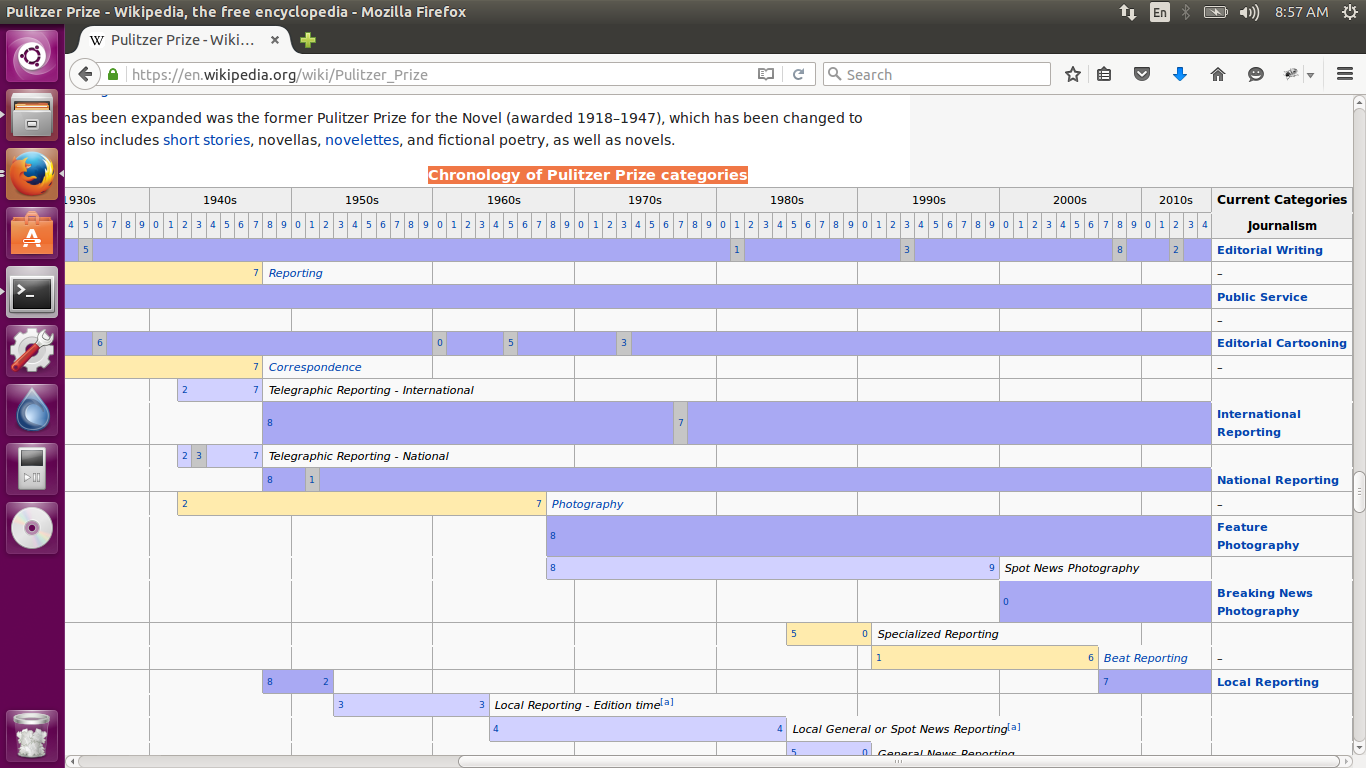 Pulitzer Prize - Wikipedia, the free encyclopedia - Mozilla Firefox
En
8:57 AM
W Pulitzer Prize - Wiki...
https://en.wikipedia.org/wiki/Pulitzer_Prize
Search
has been expanded was the former Pulitzer Prize for the Novel (awarded 1918–1947), which has been changed to
also includes short stories, novellas, novelettes, and fictional poetry, as well as novels.
Chronology of Pulitzer Prize categories
1930s 1940s 1950s 1960s 1970s 1980s 1990s 2000s 2010s Current Categories
4 5 6 7 8 9 0 1 2 3 4 5 6 7 8 9 0 1 2 3 4 5 6 7 8 9 0 1 2 3 4 5 6 7 8 9 0 1 2 3 4 5 6 7 8 9 0 1 2 3 4 5 6 7 8 9 0 1 2 3 4 5 6 7 8 9 0 1 2 3 4 5 6 7 8 9 0 1 2 3 4 Journalism
5 1 3 8 2 Editorial Writing
7 Reporting –
Public Service
–
6 0 5 3 Editorial Cartooning
7 Correspondence –
2 7 Telegraphic Reporting - International
8 7 International
Reporting
2 3 7 Telegraphic Reporting - National
8 1 National Reporting
2 7 Photography –
8 Feature
Photography
8 9 Spot News Photography
0 Breaking News
Photography
5 0 Specialized Reporting
1 6 Beat Reporting –
8 2 7 Local Reporting
3 3 Local Reporting - Edition time[a]
4 4 Local General or Spot News Reporting[a]
5 0 General News Reporting